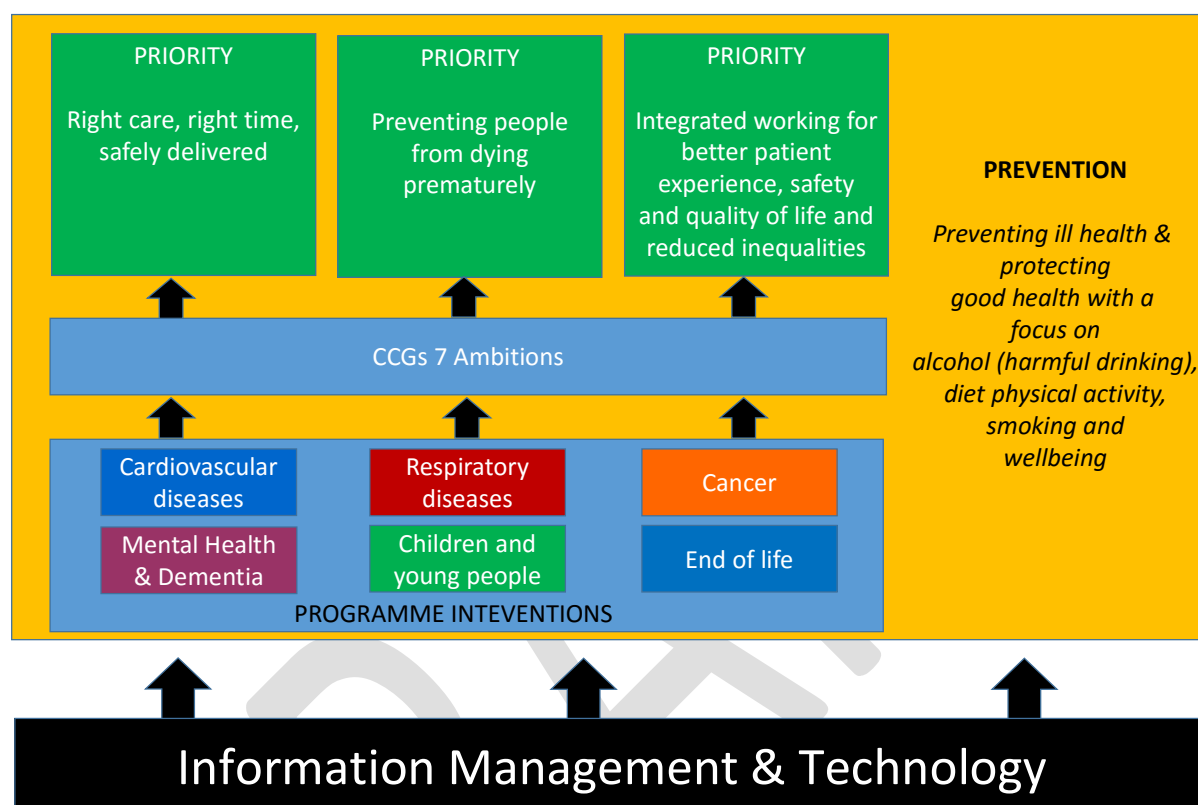 PRIORITY
Right care, right time,
safely delivered
PRIORITY
Preventing people
from dying
prematurely
PRIORITY
Integrated working for
better patient
experience, safety
and quality of life and
reduced inequalities
PREVENTION
Preventing ill health &
protecting
good health with a
focus on
alcohol (harmful drinking),
diet physical activity,
smoking and
wellbeing
CCGs 7 Ambitions
Cardiovascular
diseases
Respiratory
diseases
Cancer
Mental Health
& Dementia
Children and
young people
End of life
PROGRAMME INTEVENTIONS
Information Management & Technology